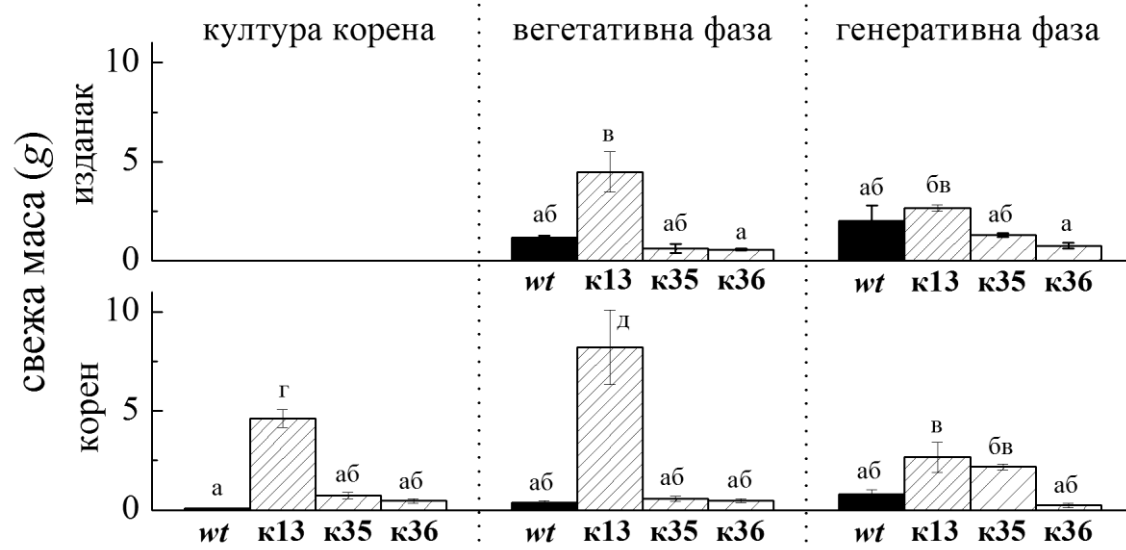 култура корена вегетативна фаза генеративна фаза
свежа маса (g)
изданак
10
5
0
в
аб аб а
аб бв аб а
wt к13 к35 к36 wt к13 к35 к36
корен
10
5
0
а г аб аб
аб д аб аб
аб в бв аб
wt к13 к35 к36 wt к13 к35 к36 wt к13 к35 к36